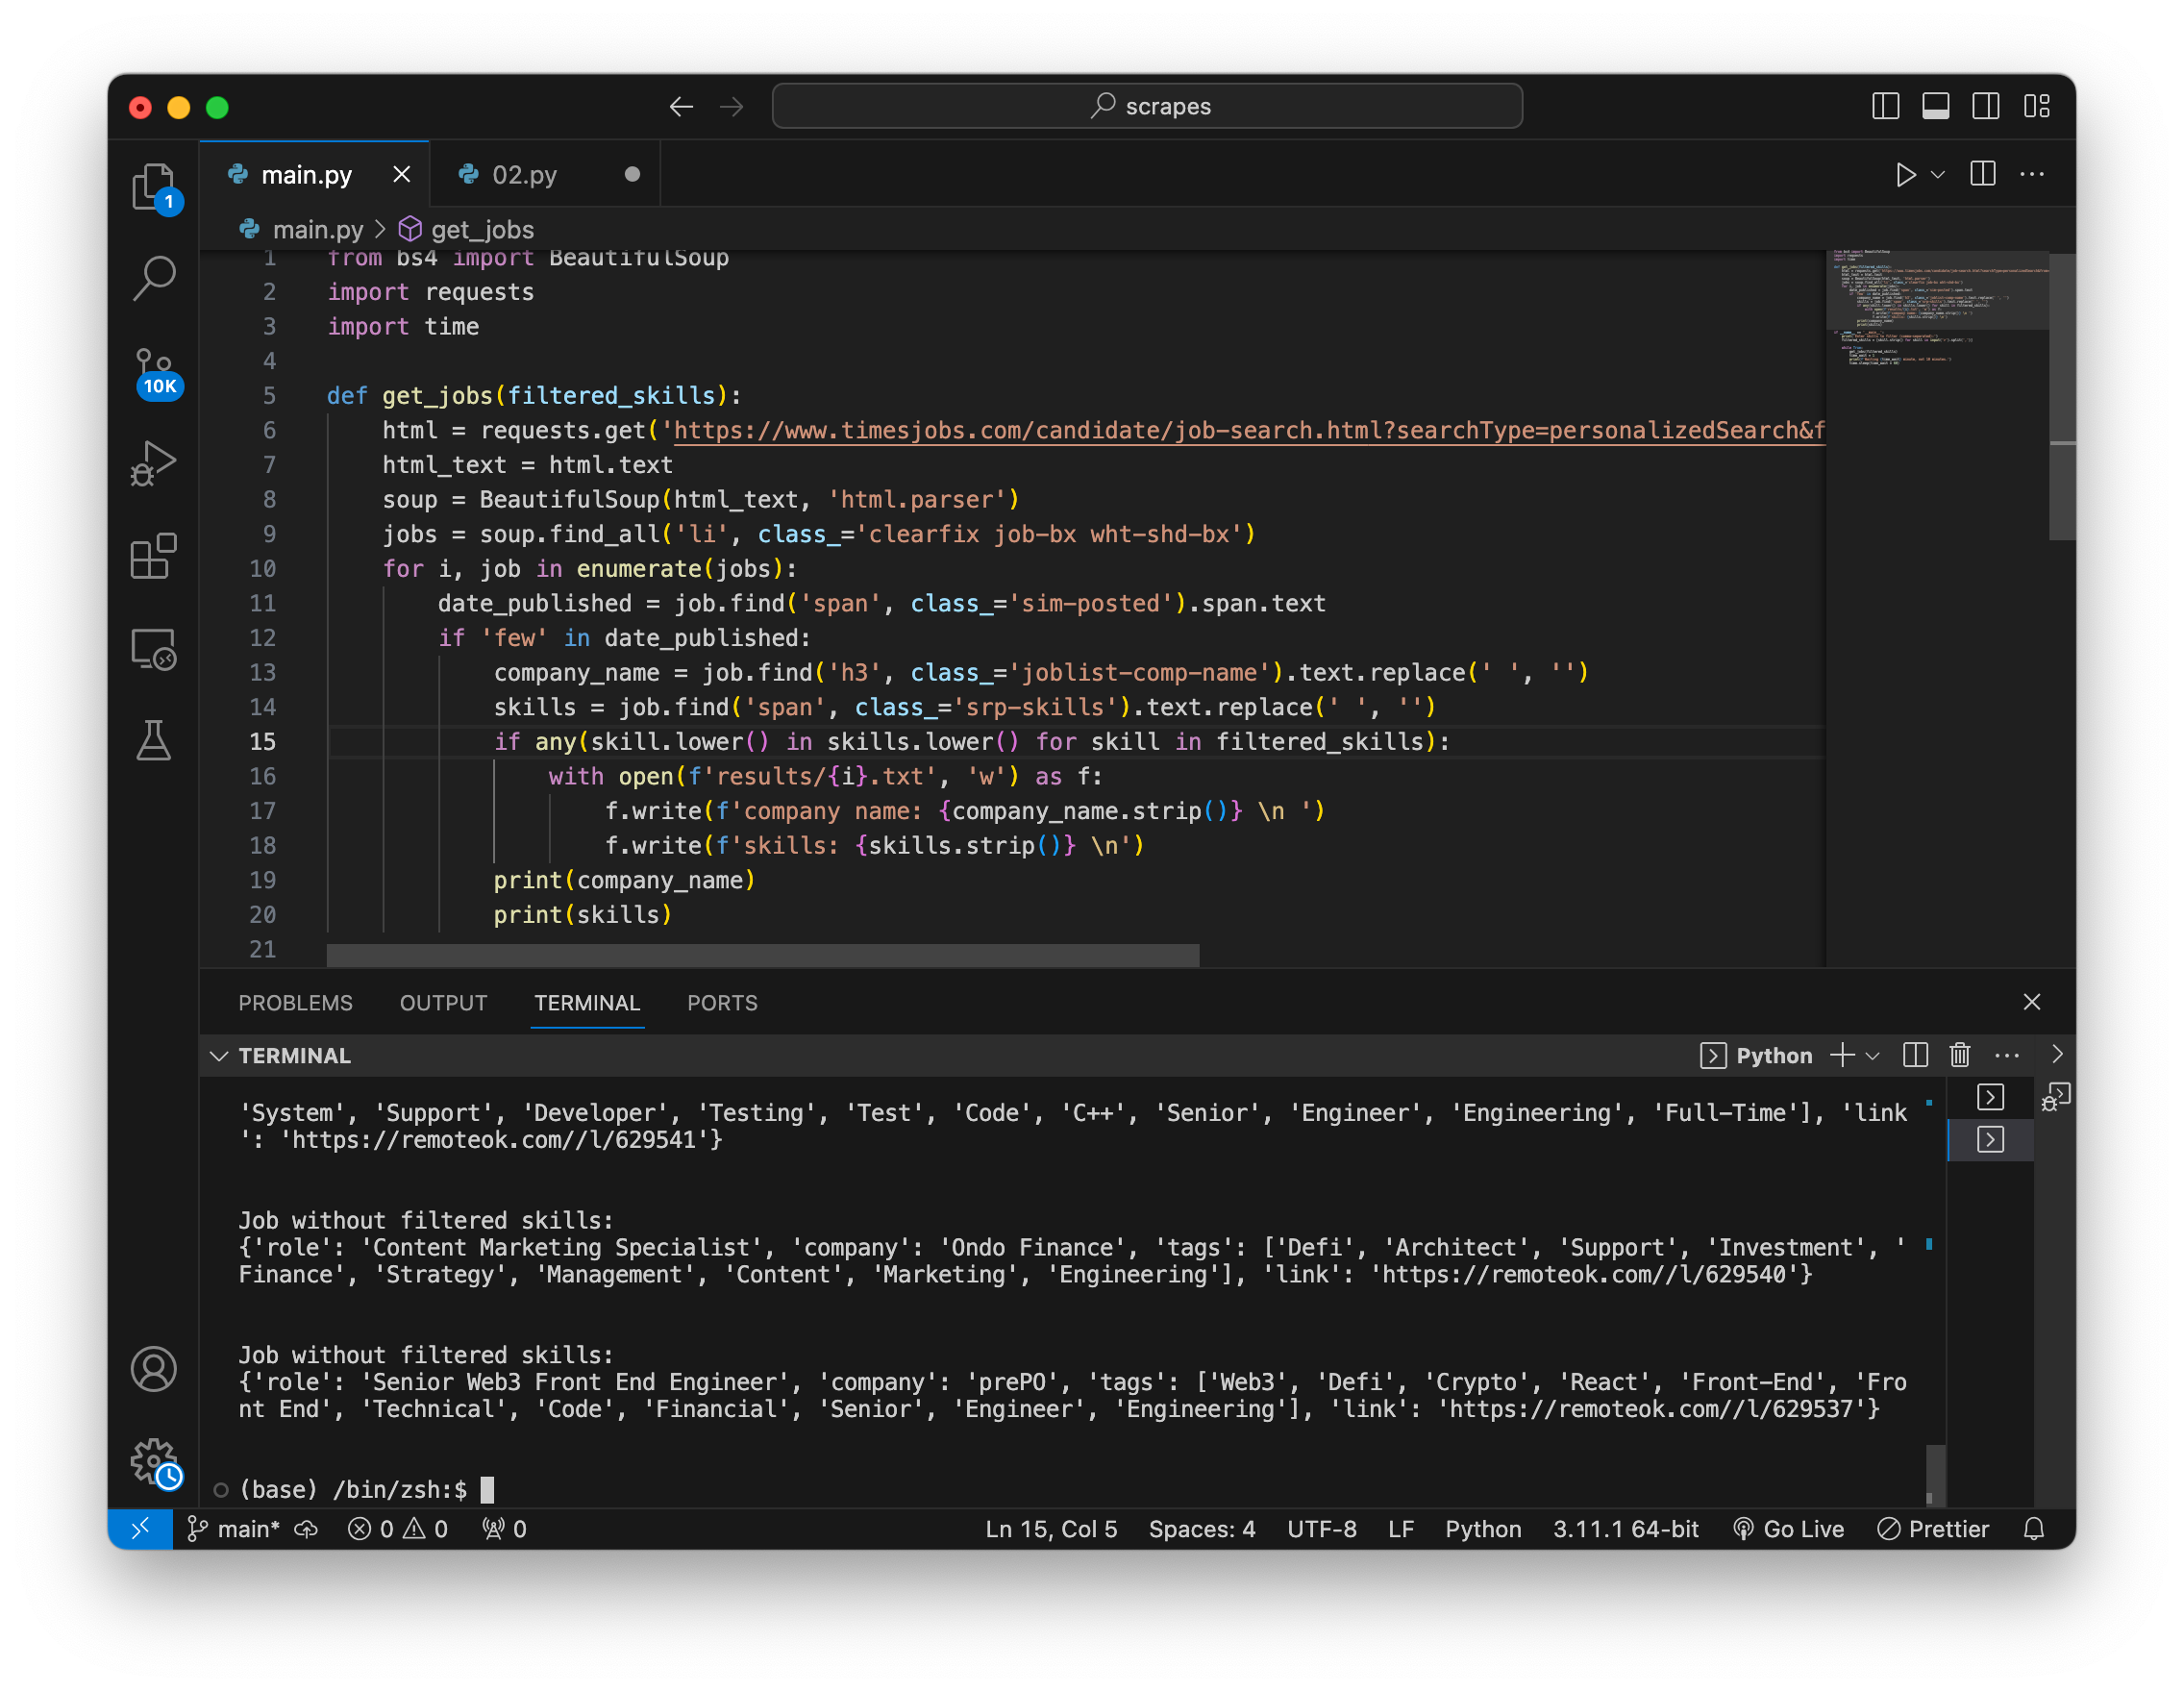 scrapes
main.py
02.py
1
main.py > get_jobs
1 from bs4 import BeautifulSoup
2 import requests
3 import time
4
5 def get_jobs(filtered_skills):
6 html = requests.get('https://www.timesjobs.com/candidate/job-search.html?searchType=personalizedSearch&f
7 html_text = html.text
8 soup = BeautifulSoup(html_text, 'html.parser')
9 jobs = soup.find_all('li', class_='clearfix job-bx wht-shd-bx')
10 for i, job in enumerate(jobs):
11 date_published = job.find('span', class_='sim-posted').span.text
12 if 'few' in date_published:
13 company_name = job.find('h3', class_='joblist-comp-name').text.replace(' ', '')
14 skills = job.find('span', class_='srp-skills').text.replace(' ', '')
15 if any(skill.lower() in skills.lower() for skill in filtered_skills):
16 with open(f'results/{i}.txt', 'w') as f:
17 f.write(f'company name: {company_name.strip()} \n ')
18 f.write(f'skills: {skills.strip()} \n')
19 print(company_name)
20 print(skills)
21
10K
PROBLEMS OUTPUT TERMINAL PORTS
TERMINAL
Python
'System', 'Support', 'Developer', 'Testing', 'Test', 'Code', 'C++', 'Senior', 'Engineer', 'Engineering', 'Full-Time'], 'link
': 'https://remoteok.com//l/629541'}
Job without filtered skills:
{'role': 'Content Marketing Specialist', 'company': 'Ondo Finance', 'tags': ['Defi', 'Architect', 'Support', 'Investment', '
Finance', 'Strategy', 'Management', 'Content', 'Marketing', 'Engineering'], 'link': 'https://remoteok.com//l/629540'}
Job without filtered skills:
{'role': 'Senior Web3 Front End Engineer', 'company': 'prePO', 'tags': ['Web3', 'Defi', 'Crypto', 'React', 'Front-End', 'Fro
nt End', 'Technical', 'Code', 'Financial', 'Senior', 'Engineer', 'Engineering'], 'link': 'https://remoteok.com//l/629537'}
(base) /bin/zsh:$
main* 0 0 0 Ln 15, Col 5 Spaces: 4 UTF-8 LF Python 3.11.1 64-bit Go Live Prettier